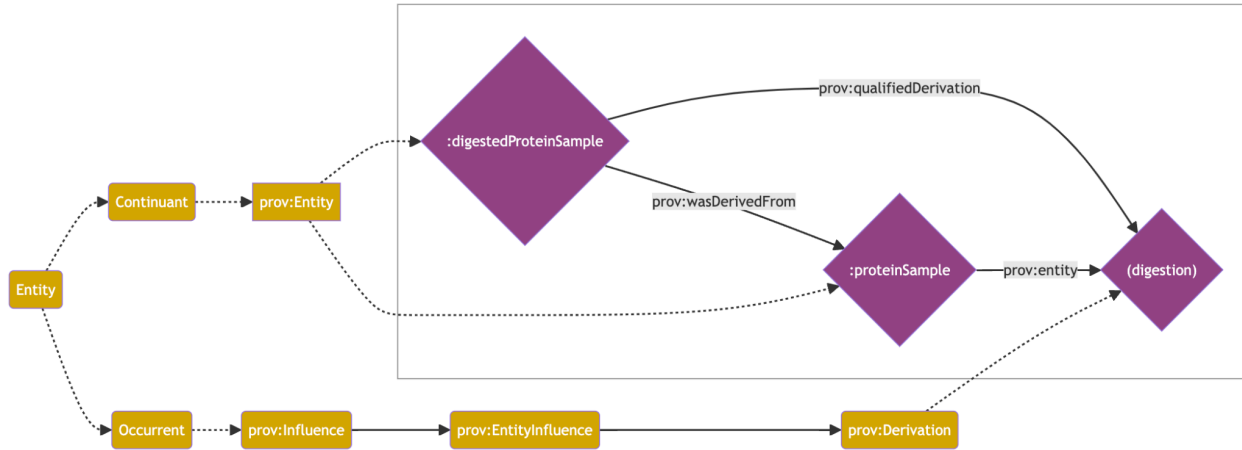 prov:qualifiedDerivation
:digestedProteinSample
Continuant
prov:Entity
prov:wasDerivedFrom
Entity
:proteinSample
prov:entity
(digestion)
Occurrent
prov:Influence
prov:EntityInfluence
prov:Derivation